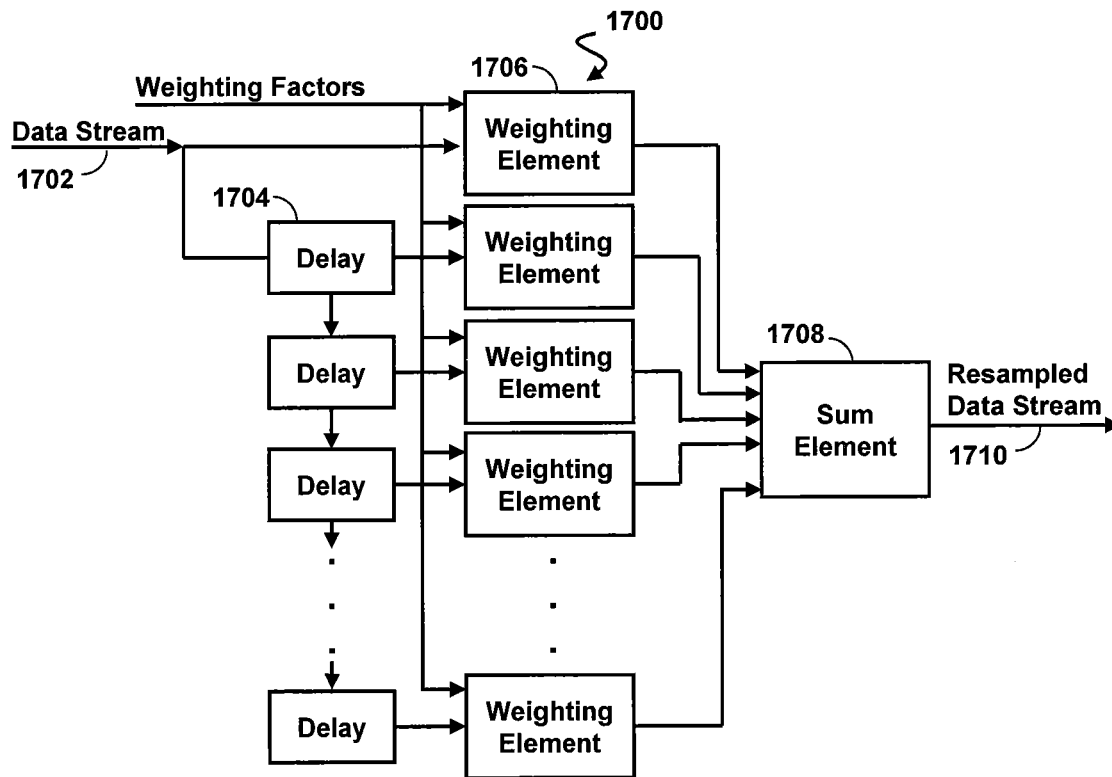 1700
1706
Weighting Factors
Data Stream
1702
Weighting
Element
1704
Delay
Weighting
Element
Delay
Weighting
Element
1708
Sum
Element
Resampled
Data Stream
1710
Delay
Weighting
Element
Delay
Weighting
Element